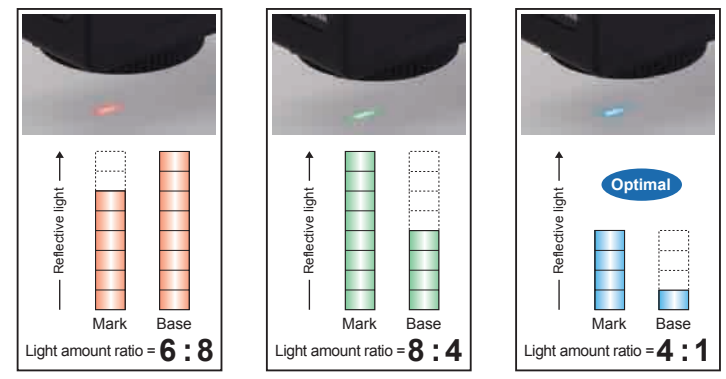 Reflective light
Mark Base
Light amount ratio = 6 : 8
Reflective light
Mark Base
Light amount ratio = 8 : 4
Optimal
Reflective light
Mark Base
Light amount ratio = 4 : 1